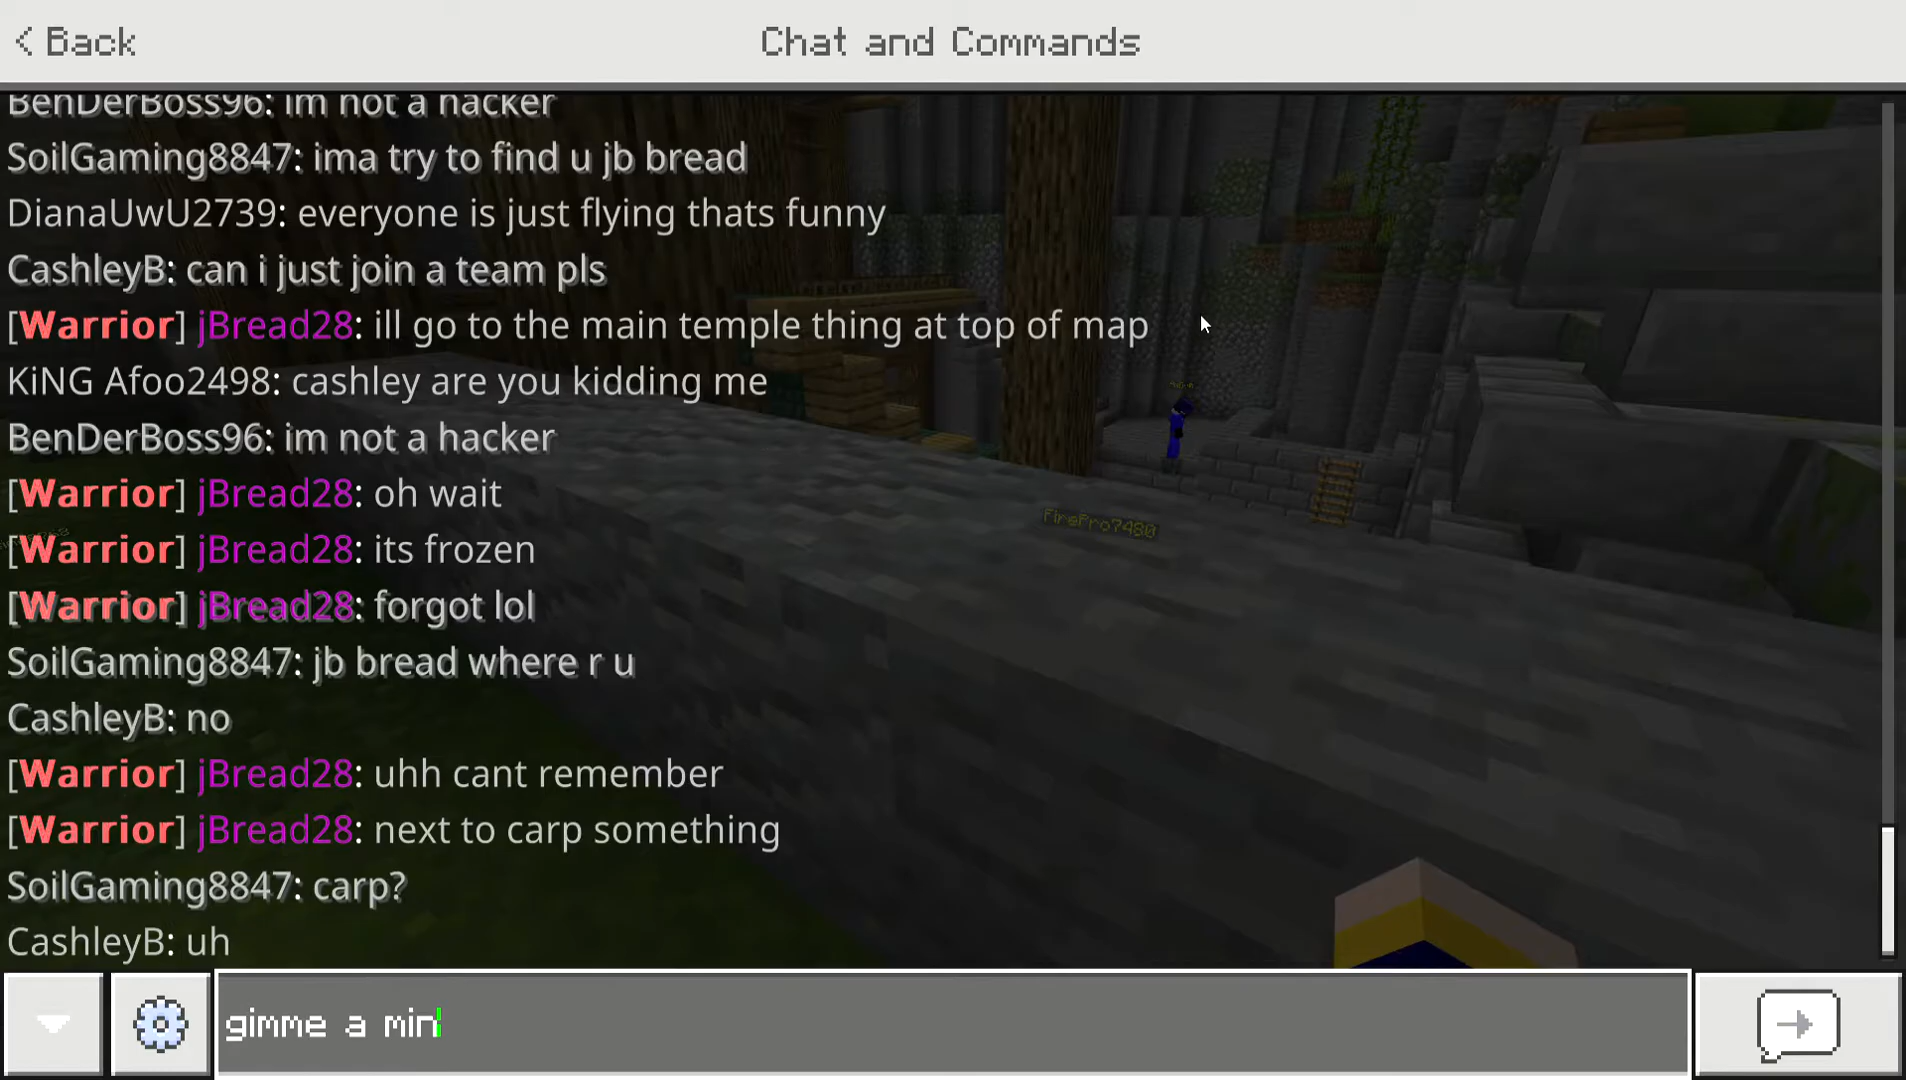 < Back
Chat and Commands
BenDerBoss96: im not a hacker
SoilGaming8847: ima try to find u jb bread
DianaUwU2739: everyone is just flying thats funny
CashleyB: can i just join a team pls
[Warrior] jBread28: ill go to the main temple thing at top of map
KiNG Afoo2498: cashley are you kidding me
BenDerBoss96: im not a hacker
[Warrior] jBread28: oh wait
[Warrior] jBread28: its frozen
FirePro7480
[Warrior] jBread28: forgot lol
SoilGaming8847: jb bread where r u
CashleyB: no
[Warrior] jBread28: uhh cant remember
[Warrior] jBread28: next to carp something
SoilGaming8847: carp?
CashleyB: uh
gimme a min